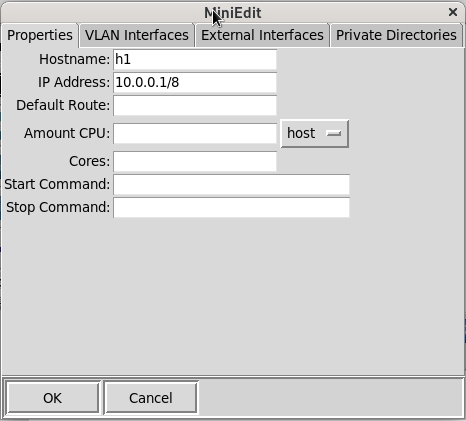 MiniEdit
Properties VLAN Interfaces External Interfaces Private Directories
Hostname: h1
IP Address: 10.0.0.1/8
Default Route:
Amount CPU: host
Cores:
Start Command:
Stop Command:
OK Cancel